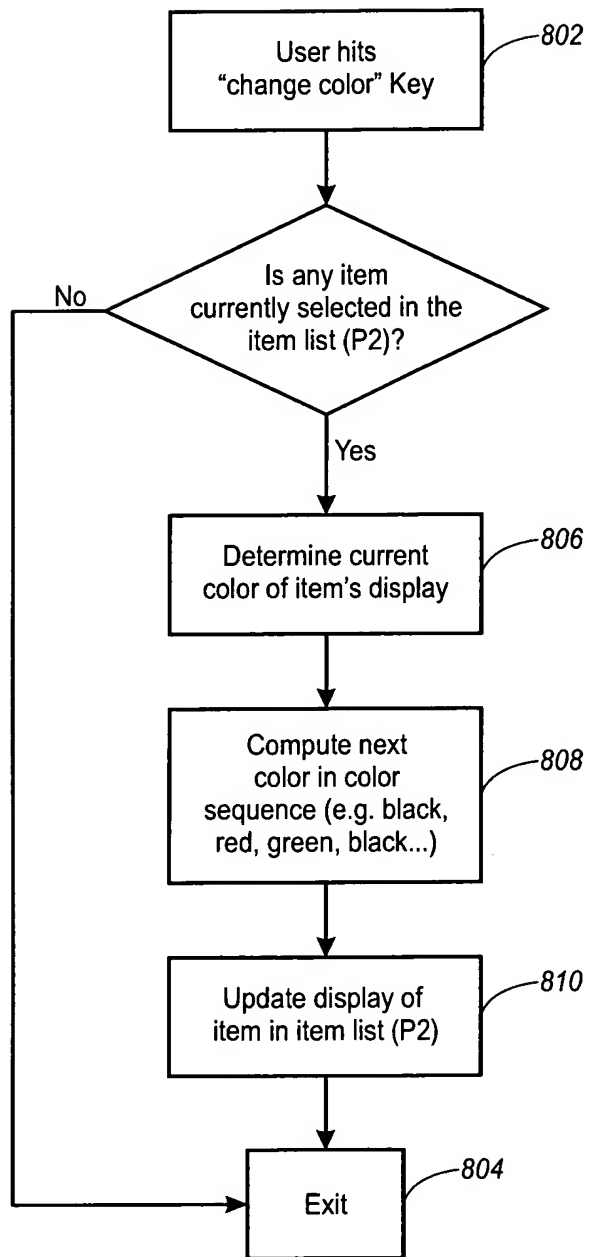 User hits
"change color" Key
802
Is any item
currently selected in the
item list (P2)?
No
Yes
Determine current
color of item's display
806
Compute next
color in color
sequence (e.g. black,
red, green, black...)
808
Update display of
item in item list (P2)
810
Exit
804